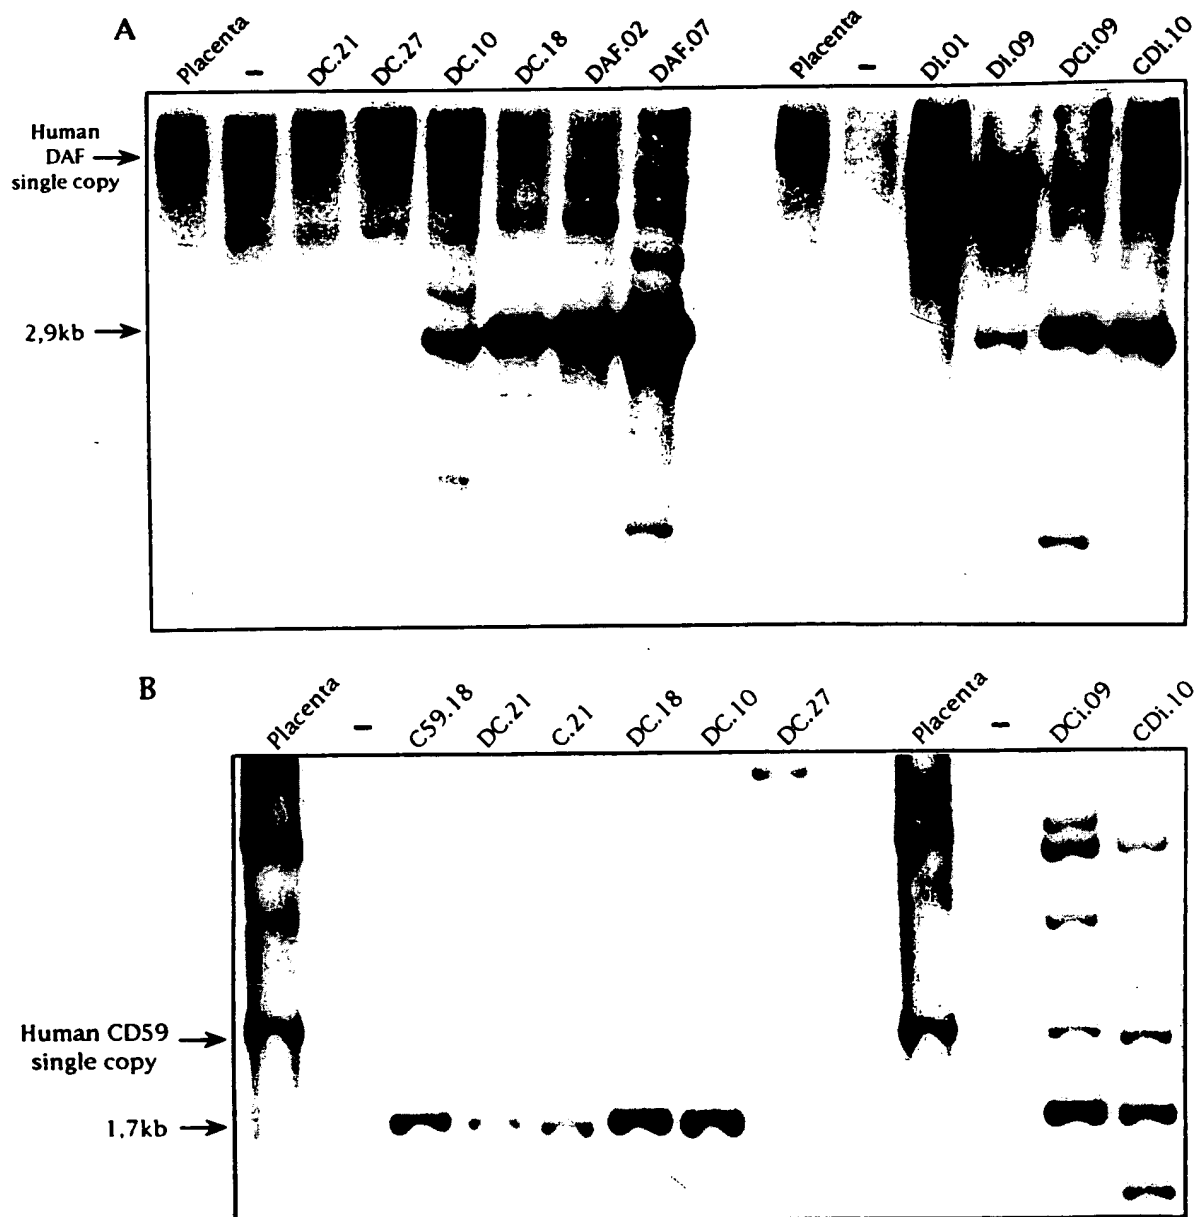 A
Placenta
–
DC.21
DC.27
DC.10
DC.18
DAF.02
DAF.07
Placenta
–
Di.01
Di.09
DCi.09
CDi.10
Human
DAF
single copy
2,9kb
B
Placenta
–
C59.18
DC.21
C.21
DC.18
DC.10
DC.27
Placenta
–
DCi.09
CDi.10
Human CD59
single copy
1,7kb